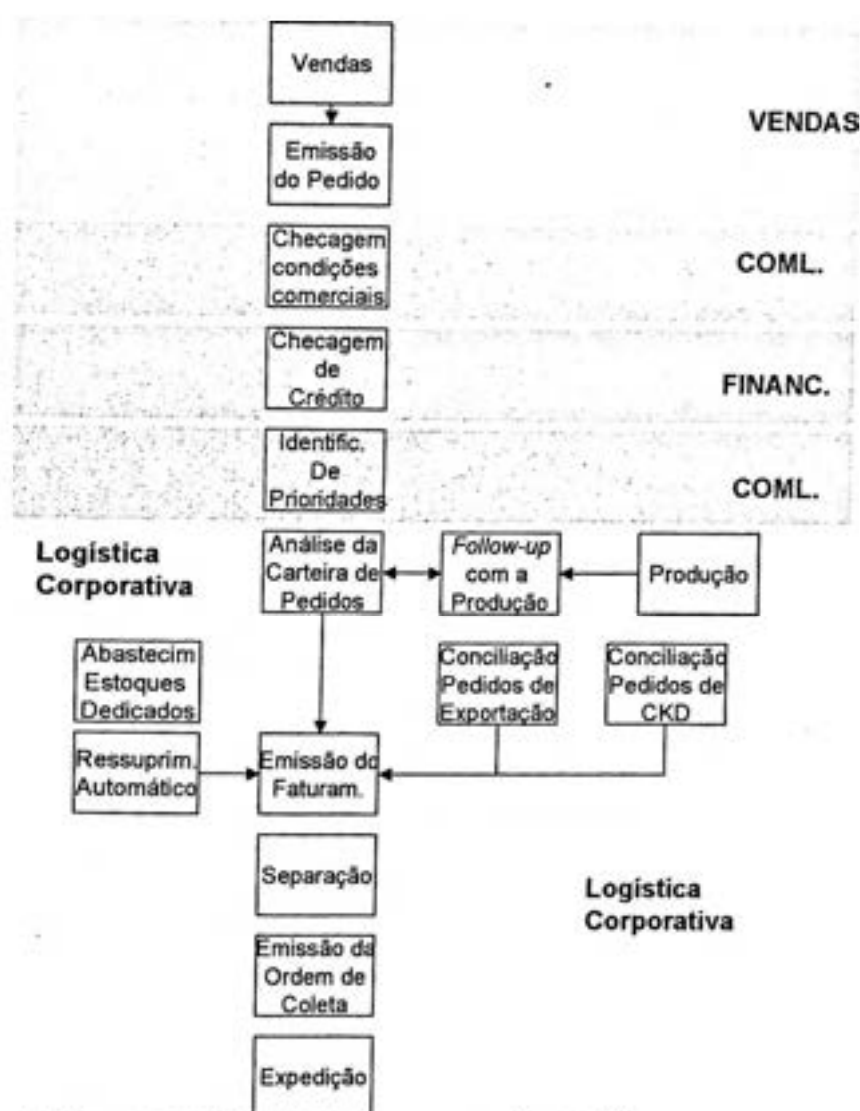 Vendas
VENDAS
Emissão
do Pedido
Checagem
condições
comerciais
COML.
Checagem
de
Crédito
FINANC.
Identific.
De
Prioridades
COML.
Logística
Corporativa
Análise da
Carteira de
Pedidos
Follow-up
com a
Produção
Produção
Abastecim
Estoques
Dedicados
Conciliação
Pedidos de
Exportação
Conciliação
Pedidos de
CKD
Ressuprim.
Automático
Emissão do
Faturam.
Separação
Logística
Corporativa
Emissão da
Ordem de
Coleta
Expedição